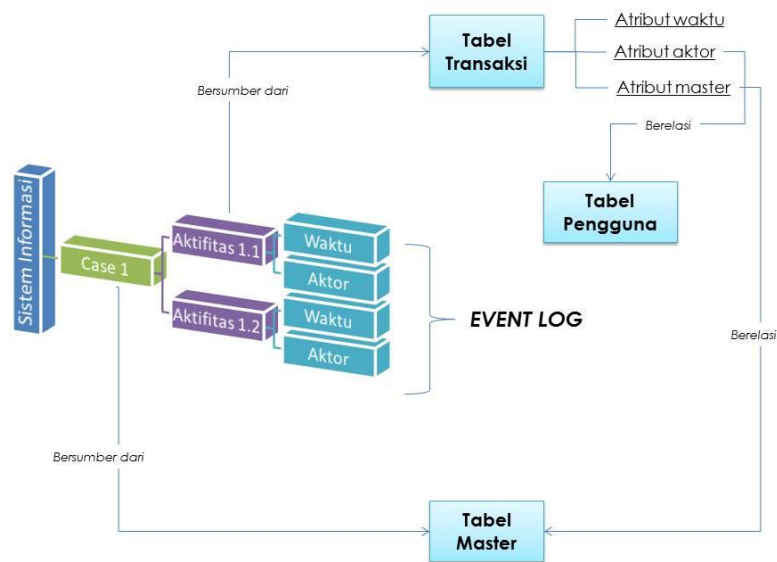 Tabel
Transaksi
Atribut waktu
Atribut aktor
Atribut master
Bersumber dari
Berelasi
Tabel
Pengguna
Sistem Informasi
Case 1
Aktifitas 1.1
Waktu
Aktor
Aktifitas 1.2
Waktu
Aktor
EVENT LOG
Berelasi
Bersumber dari
Tabel
Master